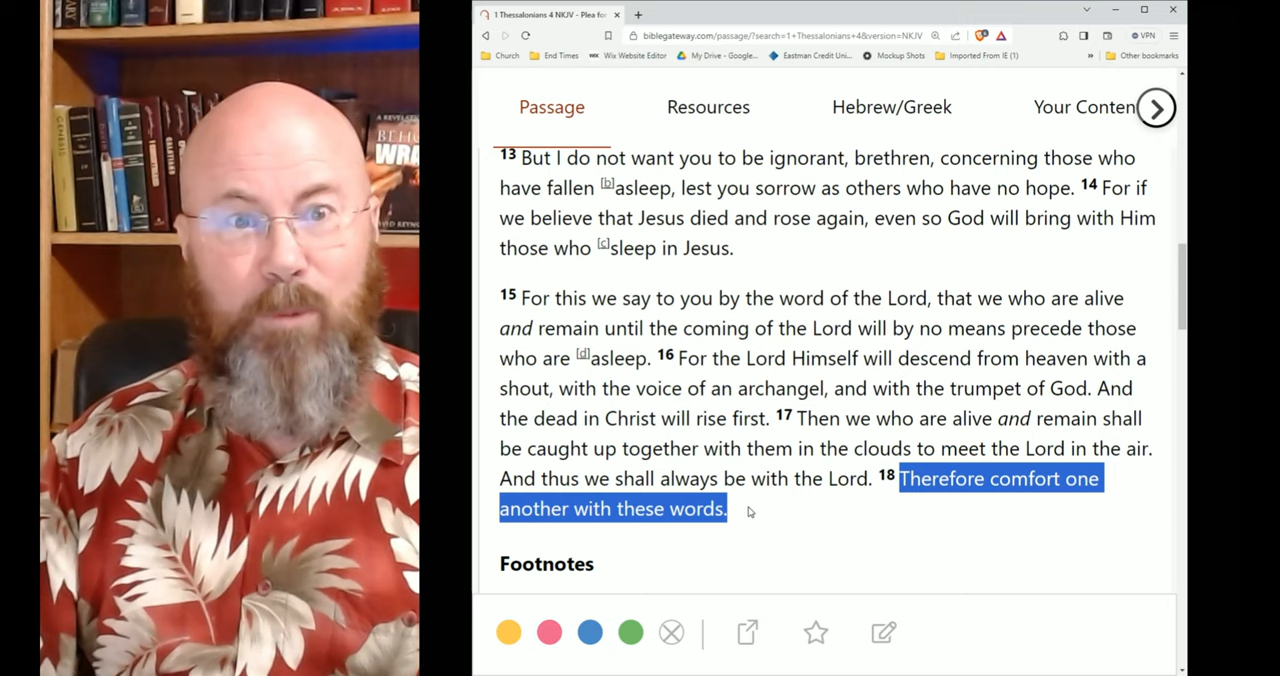 1 Thessalonians 4 NKJV - Plea for
biblegateway.com/passage/?search=1+Thessalonians+4&version=NKJV
VPN
Church End Times Wix Website Editor My Drive - Google... Eastman Credit Uni... Mockup Shots Imported From IE (1) » Other bookmarks
Passage Resources Hebrew/Greek Your Conten
13 But I do not want you to be ignorant, brethren, concerning those who
have fallen [b]asleep, lest you sorrow as others who have no hope. 14 For if
we believe that Jesus died and rose again, even so God will bring with Him
those who [c]sleep in Jesus.
15 For this we say to you by the word of the Lord, that we who are alive
and remain until the coming of the Lord will by no means precede those
who are [d]asleep. 16 For the Lord Himself will descend from heaven with a
shout, with the voice of an archangel, and with the trumpet of God. And
the dead in Christ will rise first. 17 Then we who are alive and remain shall
be caught up together with them in the clouds to meet the Lord in the air.
And thus we shall always be with the Lord. 18 Therefore comfort one
another with these words.
Footnotes
GENESIS
A REVELATION
BEHO
WRA